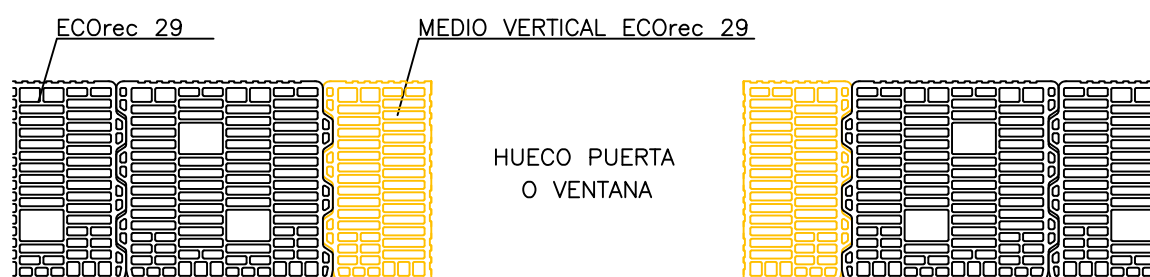 ECOrec 29
MEDIO VERTICAL ECOrec 29
HUECO PUERTA
O VENTANA